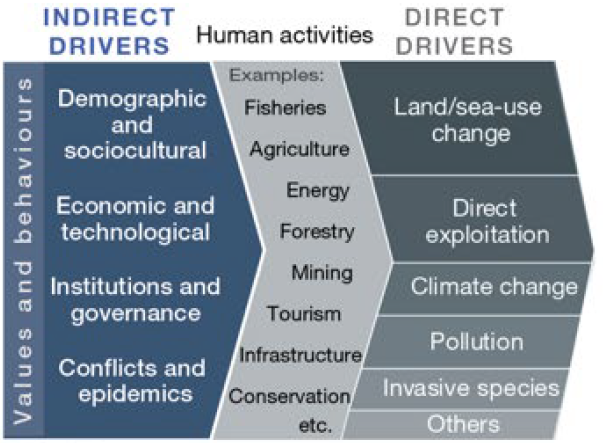 INDIRECT
DRIVERS
Human activities
DIRECT
DRIVERS
Values and behaviours
Demographic
and
sociocultural
Economic and
technological
Institutions and
governance
Conflicts and
epidemics
Examples:
Fisheries
Agriculture
Energy
Forestry
Mining
Tourism
Infrastructure
Conservation
etc.
Land/sea-use
change
Direct
exploitation
Climate change
Pollution
Invasive species
Others